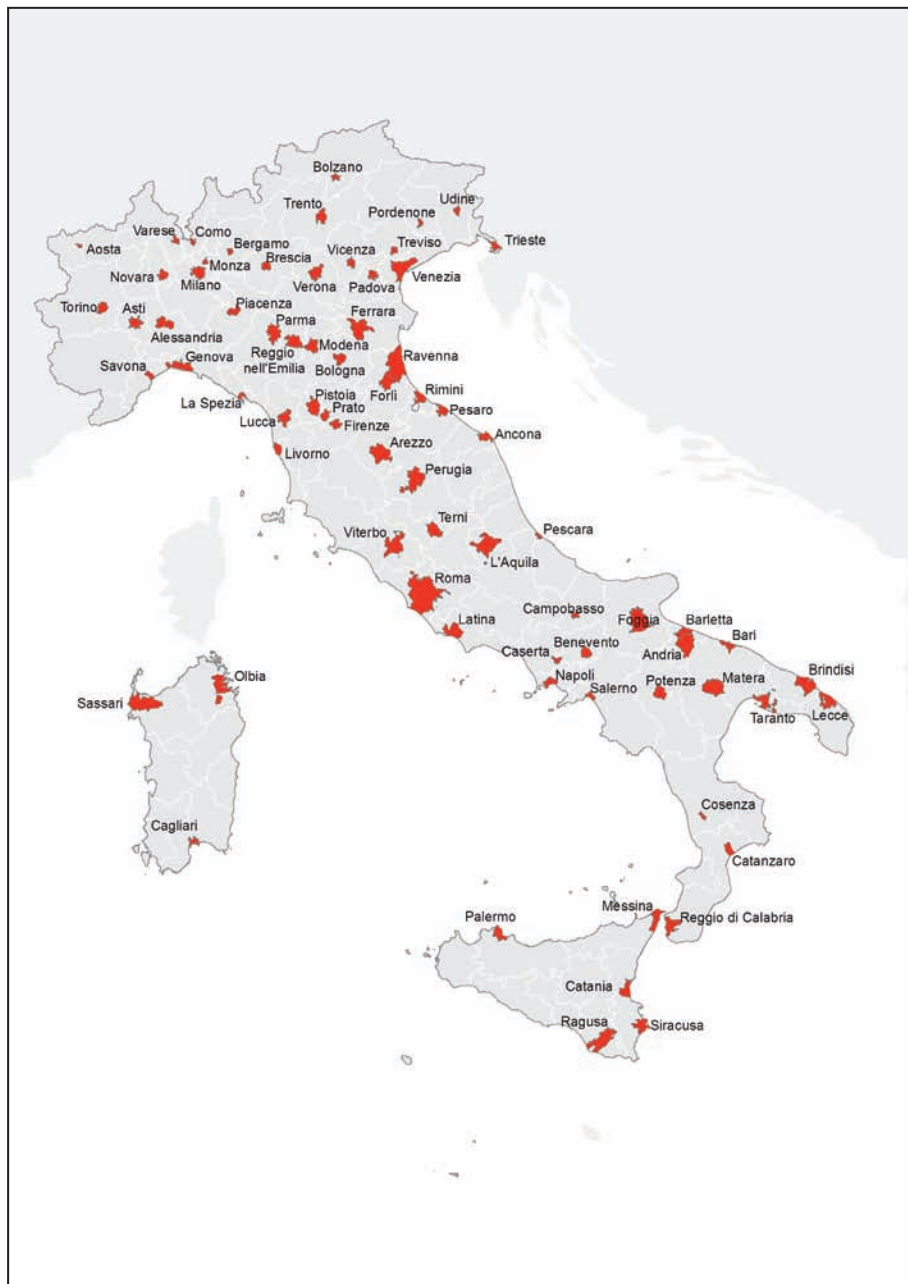 Bolzano
Trento
Udine
Pordenone
Trieste
Varese
Como
Aosta
Bergamo
Vicenza
Treviso
Brescia
Monza
Novara
Milano
Verona
Padova
Venezia
Torino
Asti
Piacenza
Ferrara
Parma
Alessandria
Modena
Genova
Reggio
nell'Emilia
Bologna
Ravenna
Savona
La Spezia
Pistoia
Forlì
Rimini
Prato
Pesaro
Lucca
Firenze
Ancona
Arezzo
Livorno
Perugia
Terni
Viterbo
Pescara
L'Aquila
Roma
Campobasso
Latina
Foggia
Barletta
Bari
Benevento
Caserta
Andria
Napoli
Salerno
Potenza
Matera
Brindisi
Taranto
Lecce
Olbia
Sassari
Cagliari
Cosenza
Catanzaro
Messina
Palermo
Reggio di Calabria
Catania
Ragusa
Siracusa